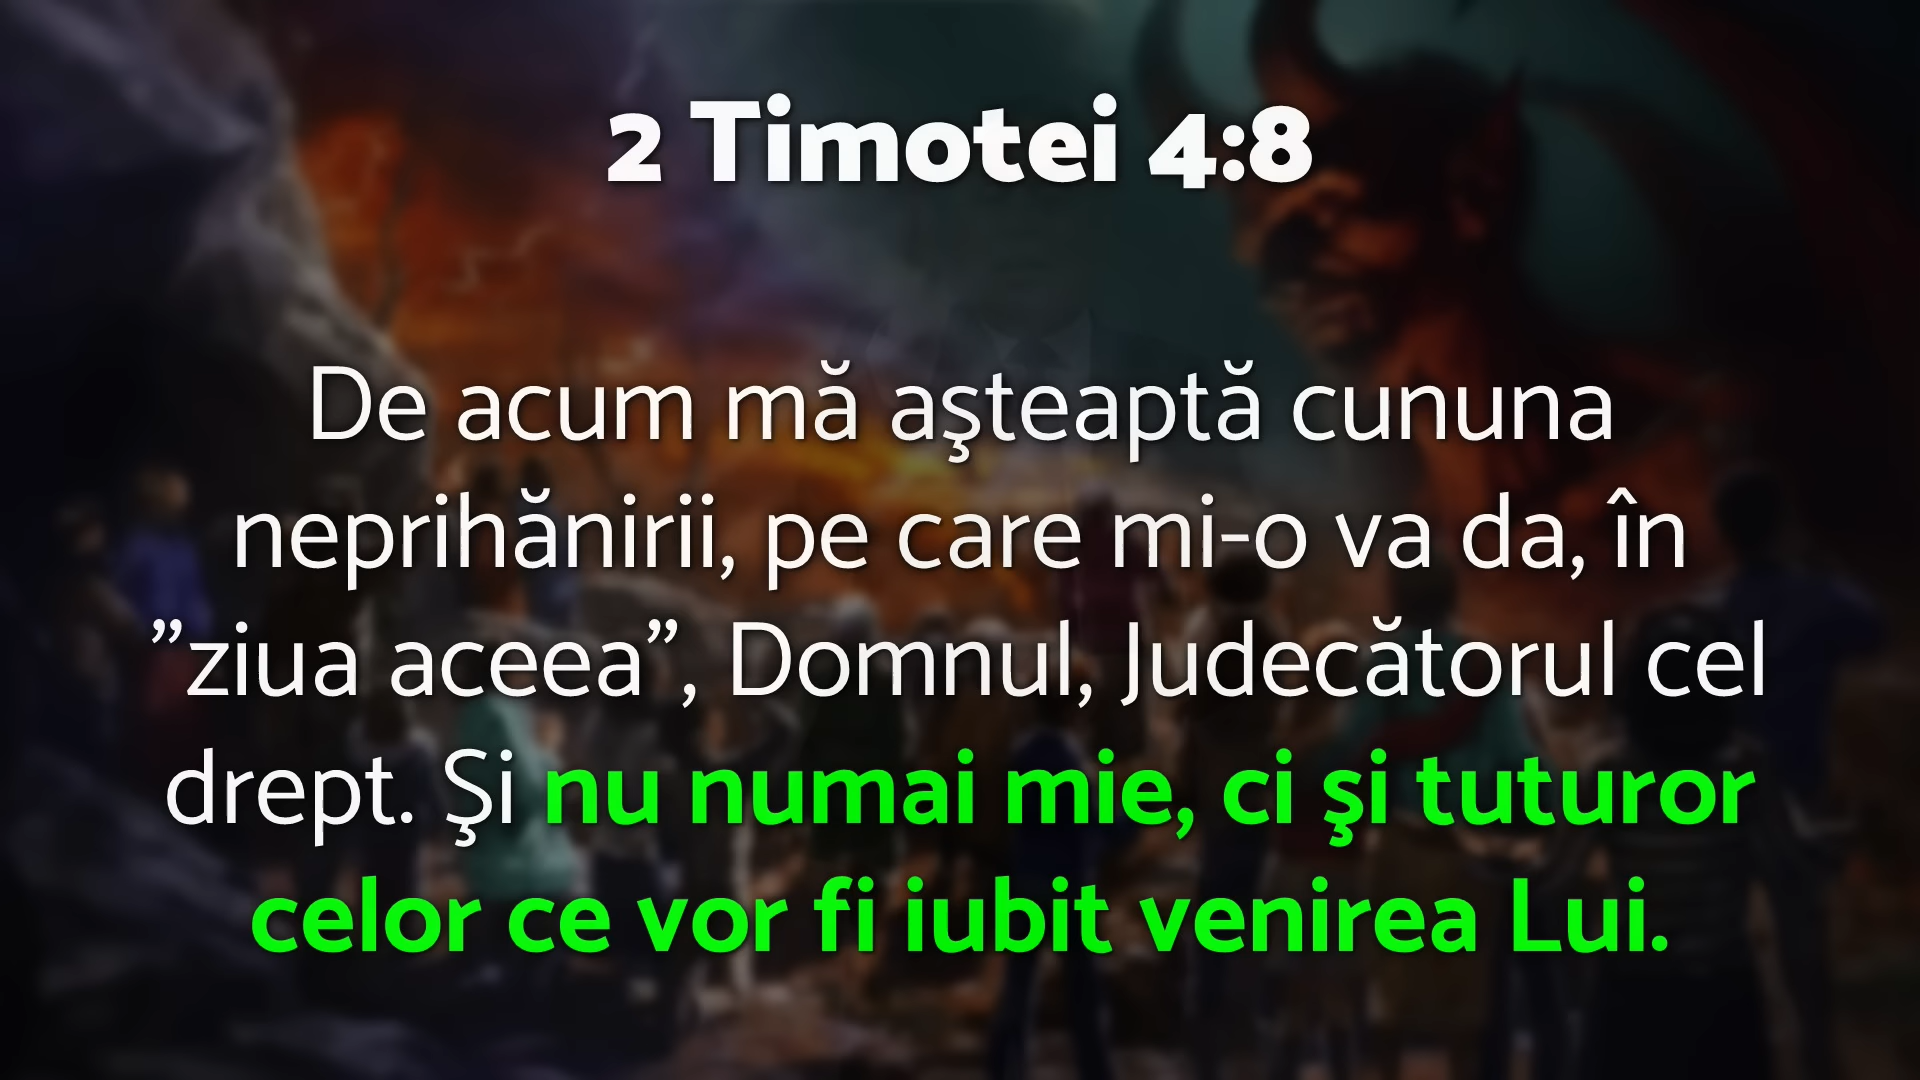 2 Timotei 4:8
De acum mă aşteaptă cununa
neprihănirii, pe care mi-o va da, în
”ziua aceea”, Domnul, Judecătorul cel
drept. Şi nu numai mie, ci şi tuturor
celor ce vor fi iubit venirea Lui.